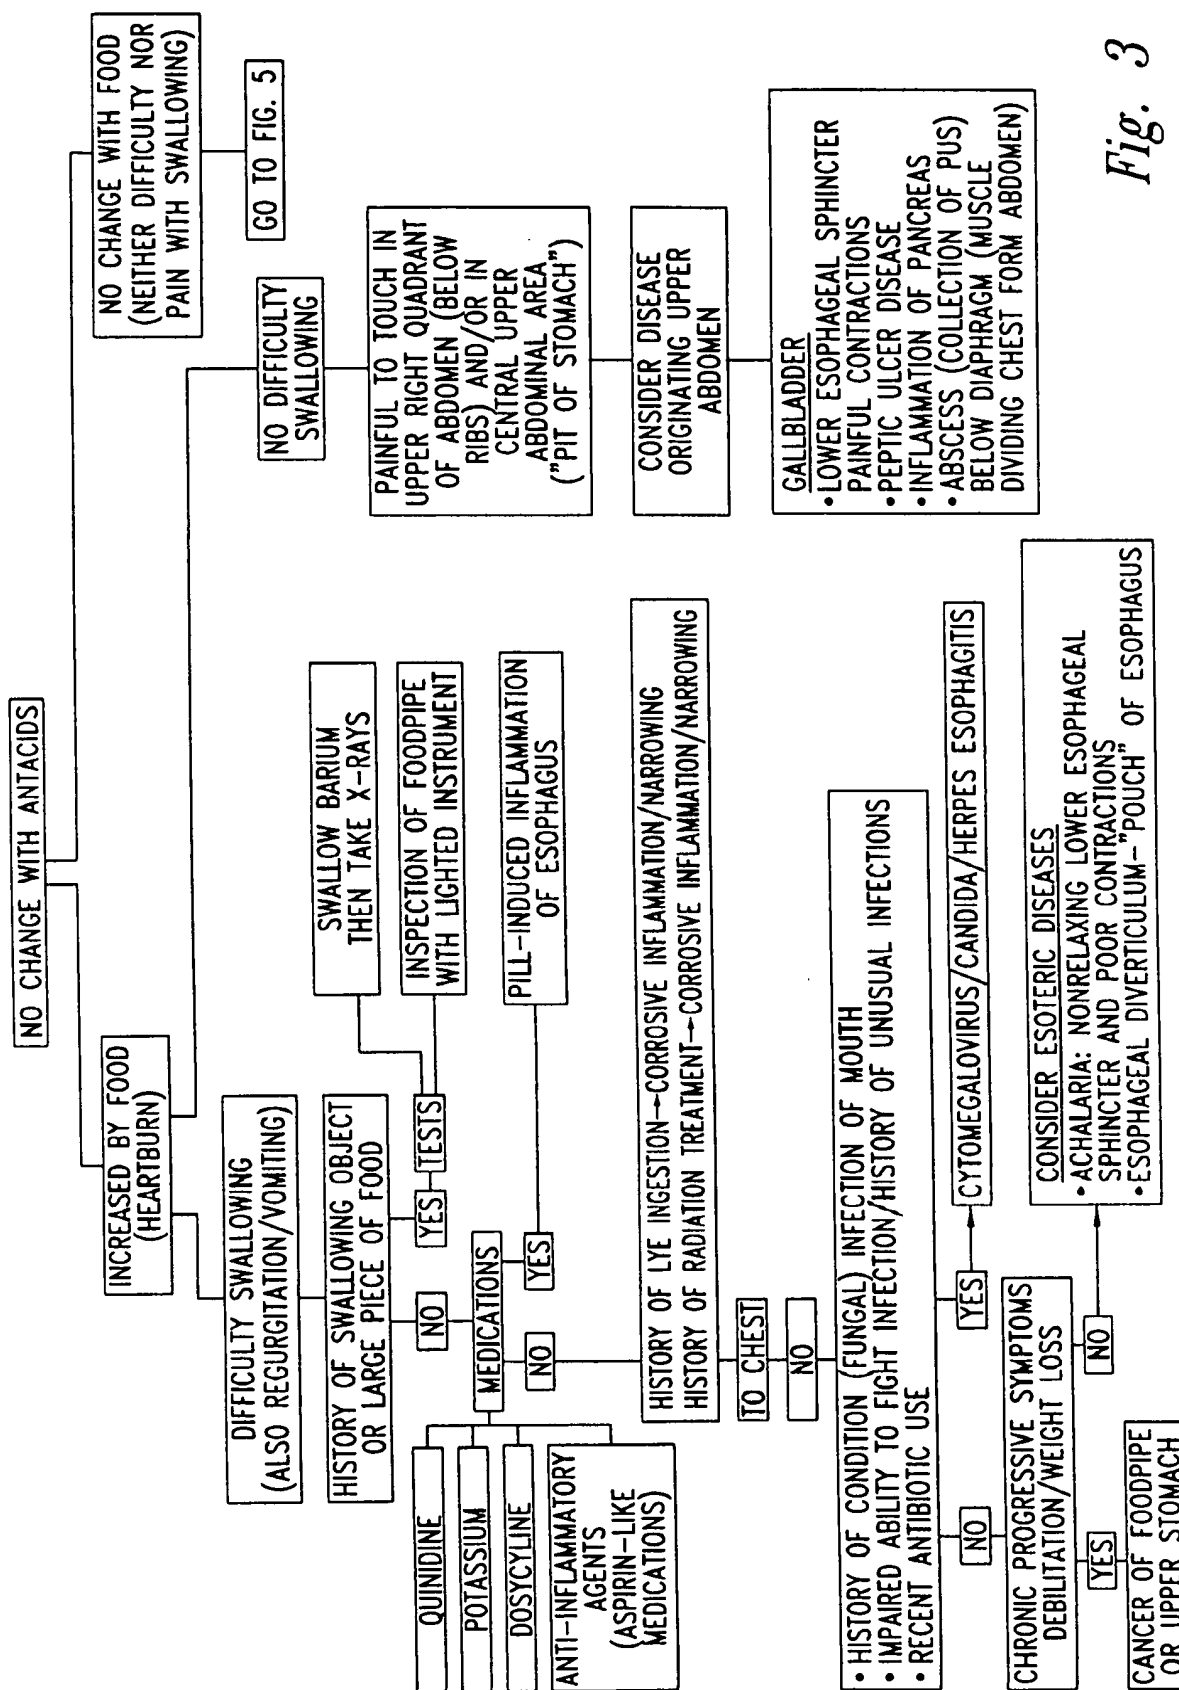 NO CHANGE WITH ANTACIDS
INCREASED BY FOOD
(HEARTBURN)
NO CHANGE WITH FOOD
(NEITHER DIFFICULTY NOR
PAIN WITH SWALLOWING)
GO TO FIG. 5
DIFFICULTY SWALLOWING
(ALSO REGURGITATION/VOMITING)
NO DIFFICULTY
SWALLOWING
HISTORY OF SWALLOWING OBJECT
OR LARGE PIECE OF FOOD
YES
TESTS
SWALLOW BARIUM
THEN TAKE X-RAYS
INSPECTION OF FOODPIPE
WITH LIGHTED INSTRUMENT
NO
MEDICATIONS
YES
PILL-INDUCED INFLAMMATION
OF ESOPHAGUS
NO
QUINIDINE
POTASSIUM
DOSYCYLINE
ANTI-INFLAMMATORY
AGENTS
(ASPIRIN-LIKE
MEDICATIONS)
PAINFUL TO TOUCH IN
UPPER RIGHT QUADRANT
OF ABDOMEN (BELOW
RIBS) AND/OR IN
CENTRAL UPPER
ABDOMINAL AREA
("PIT OF STOMACH")
CONSIDER DISEASE
ORIGINATING UPPER
ABDOMEN
GALLBLADDER
• LOWER ESOPHAGEAL SPHINCTER
PAINFUL CONTRACTIONS
• PEPTIC ULCER DISEASE
• INFLAMMATION OF PANCREAS
• ABSCESS (COLLECTION OF PUS)
BELOW DIAPHRAGM (MUSCLE
DIVIDING CHEST FORM ABDOMEN)
HISTORY OF LYE INGESTION→CORROSIVE INFLAMMATION/NARROWING
HISTORY OF RADIATION TREATMENT→CORROSIVE INFLAMMATION/NARROWING
TO CHEST
NO
• HISTORY OF CONDITION (FUNGAL) INFECTION OF MOUTH
• IMPAIRED ABILITY TO FIGHT INFECTION/HISTORY OF UNUSUAL INFECTIONS
• RECENT ANTIBIOTIC USE
YES
CYTOMEGALOVIRUS/CANDIDA/HERPES ESOPHAGITIS
NO
CHRONIC PROGRESSIVE SYMPTOMS
DEBILITATION/WEIGHT LOSS
NO
CONSIDER ESOTERIC DISEASES
• ACHALARIA: NONRELAXING LOWER ESOPHAGEAL
SPHINCTER AND POOR CONTRACTIONS
• ESOPHAGEAL DIVERTICULUM-"POUCH" OF ESOPHAGUS
YES
CANCER OF FOODPIPE
OR UPPER STOMACH
Fig. 3